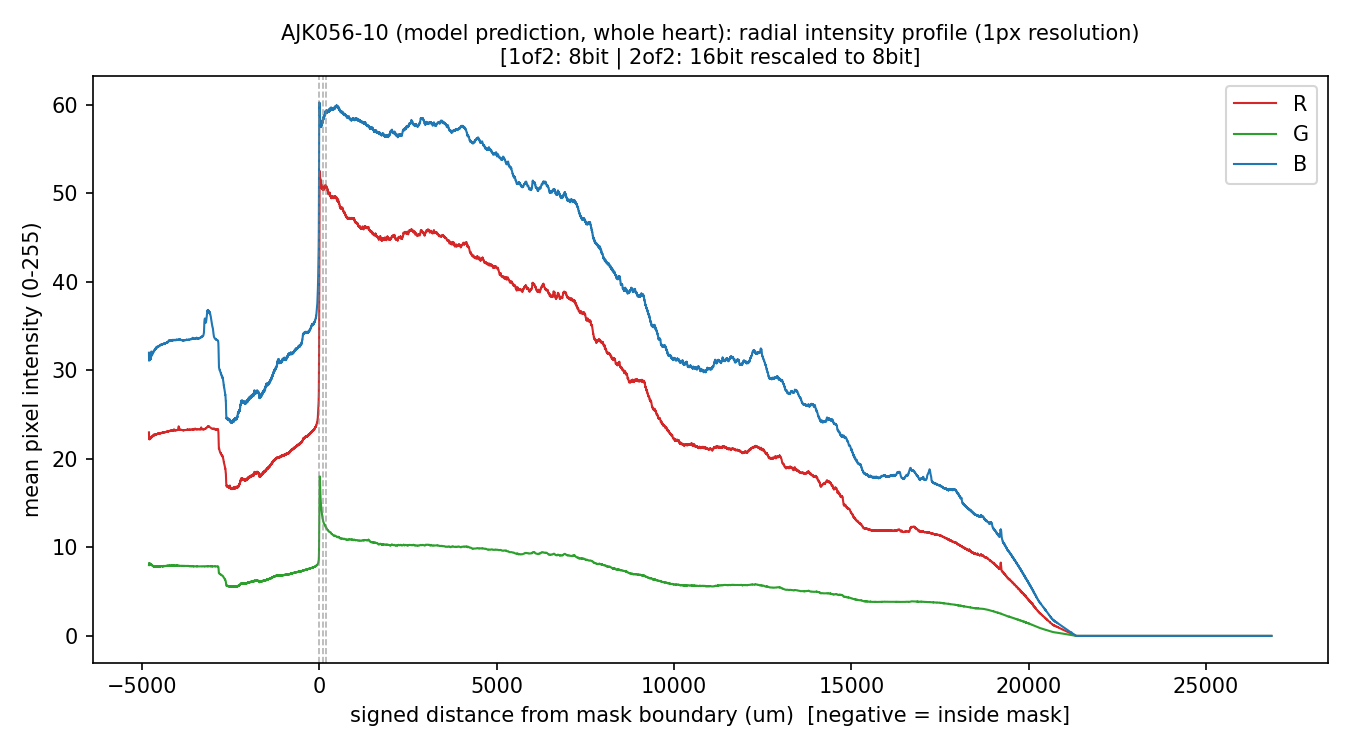 AJK056-10 (model prediction, whole heart): radial intensity profile (1px resolution)
[1of2: 8bit | 2of2: 16bit rescaled to 8bit]
R
G
B
60
50
40
30
20
10
0
mean pixel intensity (0-255)
−5000
0
5000
10000
15000
20000
25000
signed distance from mask boundary (um)  [negative = inside mask]